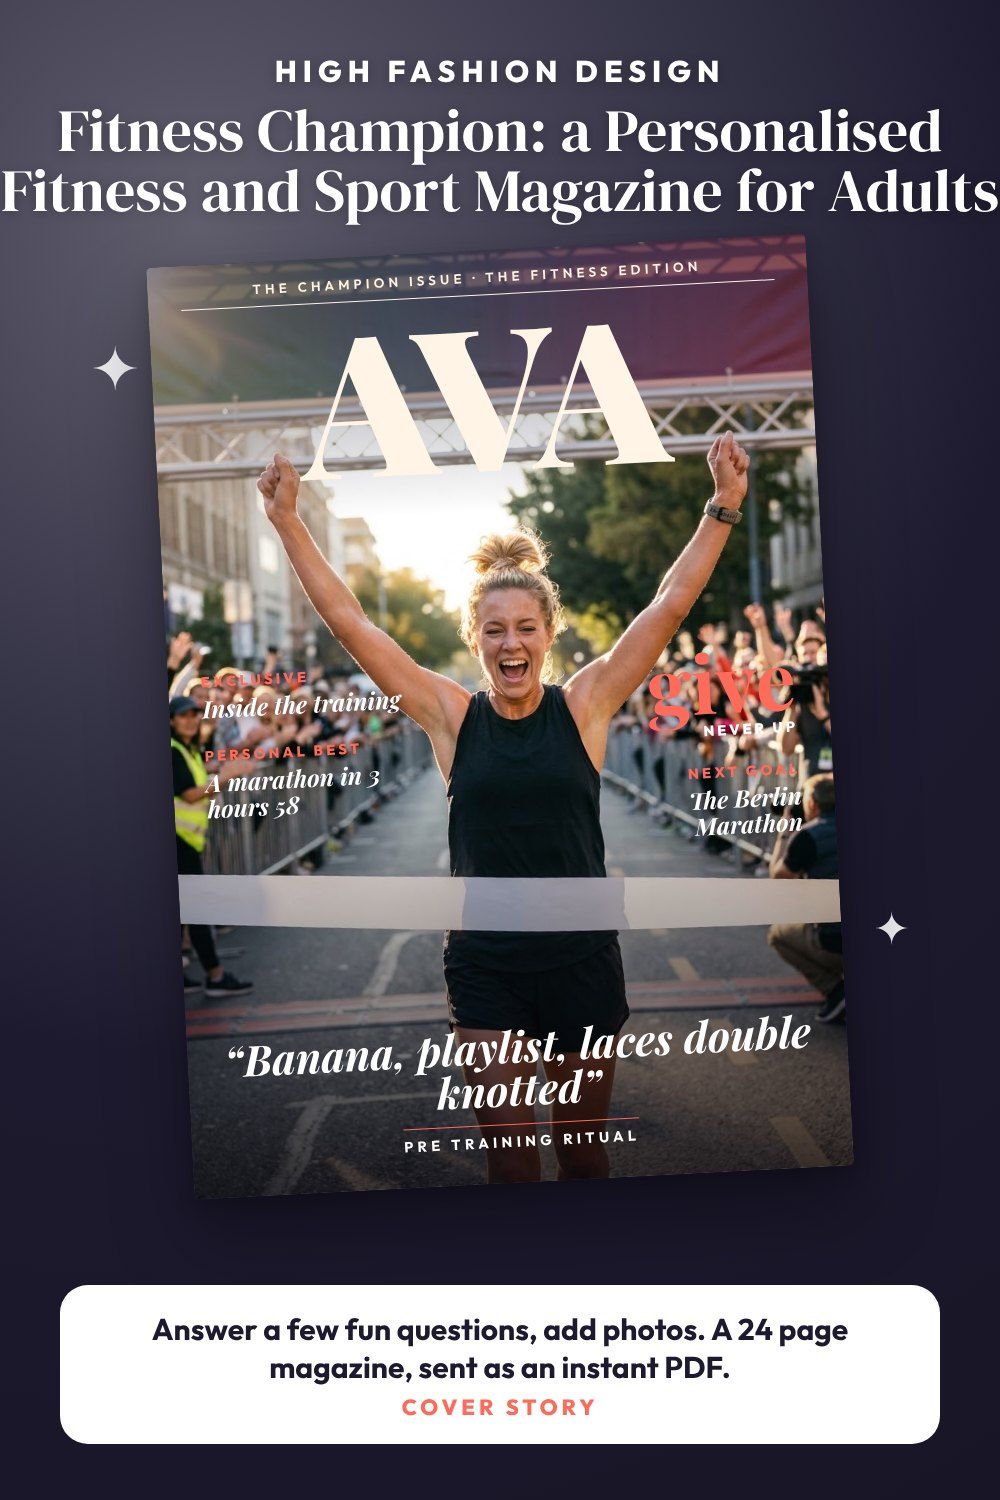 HIGH FASHION DESIGN
Fitness Champion: a Personalised
Fitness and Sport Magazine for Adults
THE CHAMPION ISSUE · THE FITNESS EDITION
AVA
EXCLUSIVE
Inside the training
PERSONAL BEST
A marathon in 3
hours 58
give
NEVER UP
NEXT GOAL
The Berlin
Marathon
“Banana, playlist, laces double
knotted”
PRE TRAINING RITUAL
Answer a few fun questions, add photos. A 24 page
magazine, sent as an instant PDF.
COVER STORY